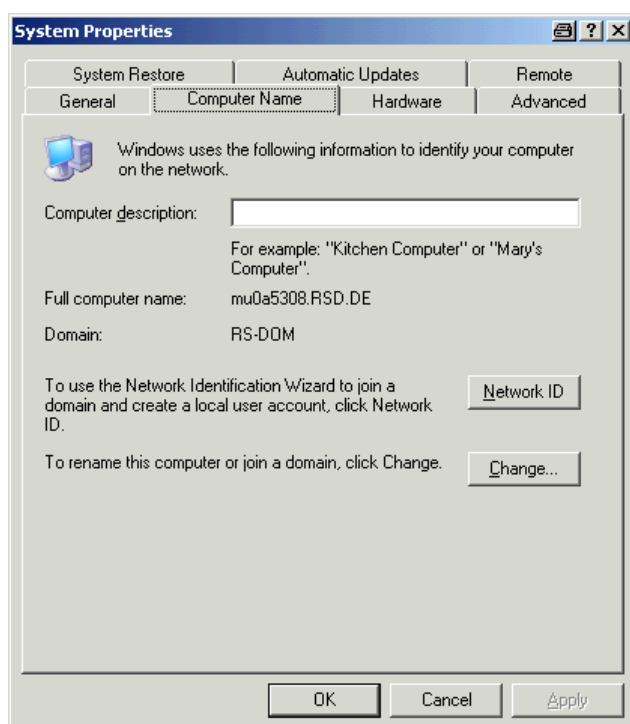 System Properties
System Restore
Automatic Updates
Remote
General
Computer Name
Hardware
Advanced
Windows uses the following information to identify your computer
on the network.
Computer description:
For example: "Kitchen Computer" or "Mary's
Computer".
Full computer name:
mu0a5308.RSD.DE
Domain:
RS-DOM
To use the Network Identification Wizard to join a
domain and create a local user account, click Network
ID.
Network ID
To rename this computer or join a domain, click Change.
Change...
OK
Cancel
Apply